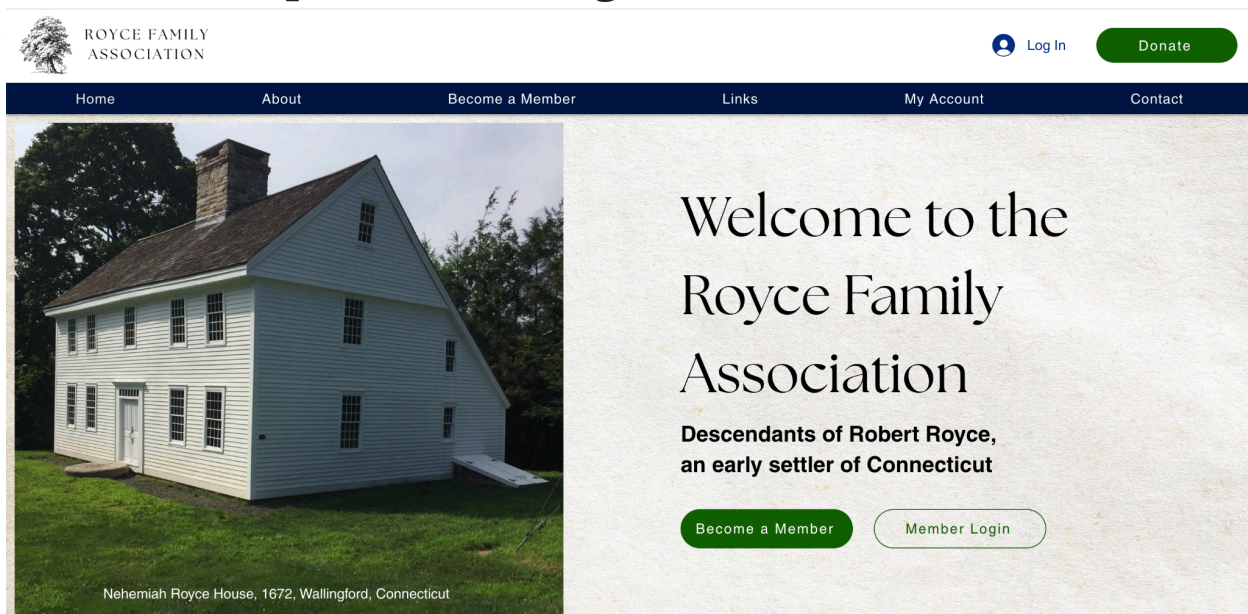 ROYCE FAMILY
ASSOCIATION
Log In
Donate
Home
About
Become a Member
Links
My Account
Contact
Welcome to the
Royce Family
Association
Descendants of Robert Royce,
an early settler of Connecticut
Become a Member
Member Login
Nehemiah Royce House, 1672, Wallingford, Connecticut